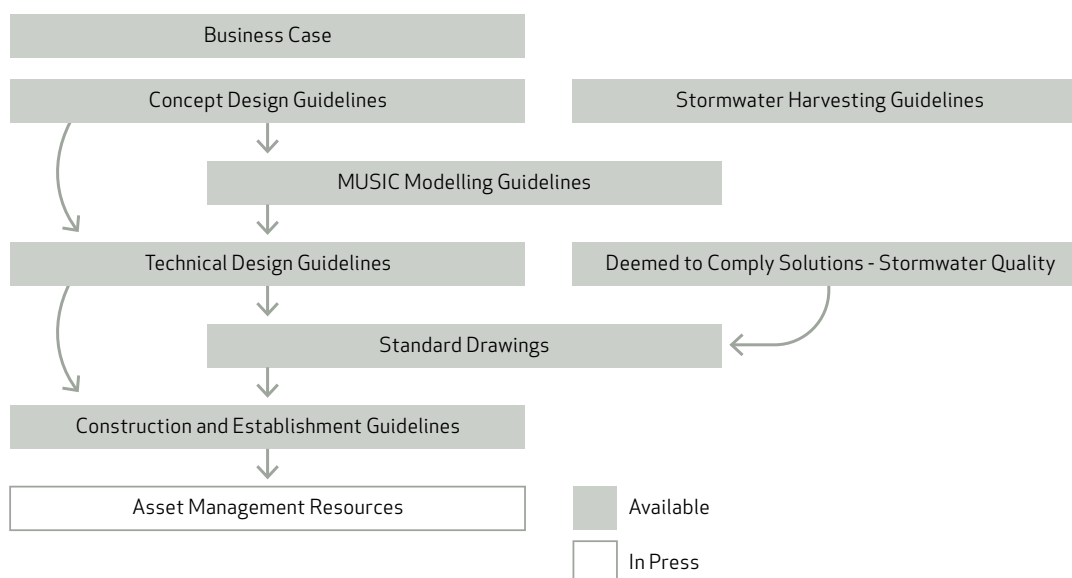 Business Case
Concept Design Guidelines
Stormwater Harvesting Guidelines
MUSIC Modelling Guidelines
Technical Design Guidelines
Deemed to Comply Solutions - Stormwater Quality
Standard Drawings
Construction and Establishment Guidelines
Asset Management Resources
Available
In Press